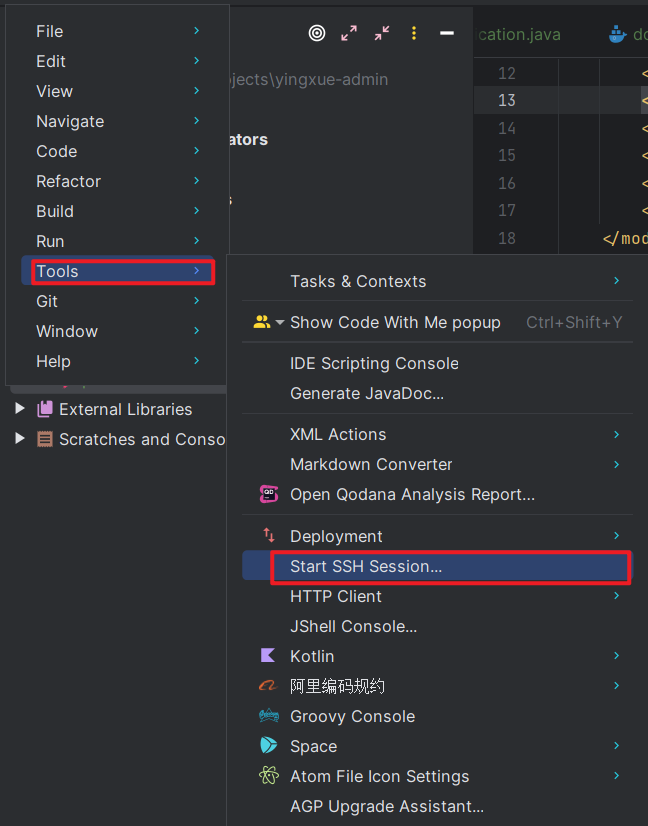 File
Edit
View
Navigate
Code
Refactor
Build
Run
Tools
Git
Window
Help
jects\yingxue-admin
ators
External Libraries
Scratches and Conso
cation.java
do
12 <
13 <
14 <
15 <
16 <
17 <
18 </mod
Tasks & Contexts
Show Code With Me popup Ctrl+Shift+Y
IDE Scripting Console
Generate JavaDoc...
XML Actions
Markdown Converter
QD Open Qodana Analysis Report...
Deployment
Start SSH Session...
HTTP Client
JShell Console...
Kotlin
阿里编码规约
Groovy Console
Space
Atom File Icon Settings
AGP Upgrade Assistant...